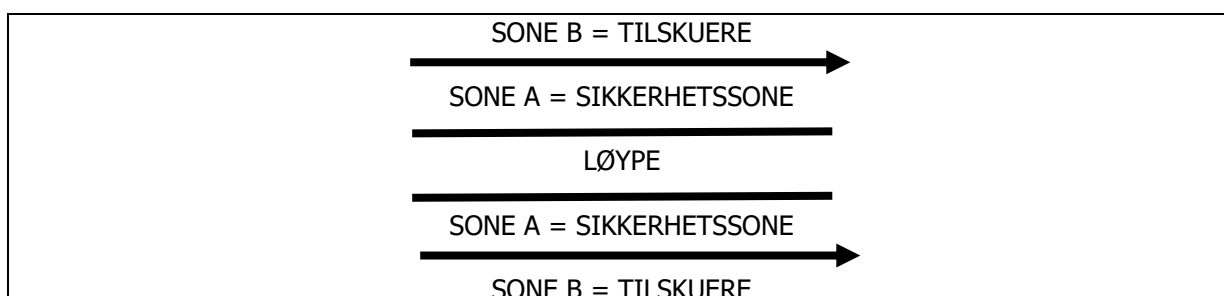 SONE B = TILSKUERE
SONE A = SIKKERHETSSONE
LØYPE
SONE A = SIKKERHETSSONE
SONE B = TILSKUERE